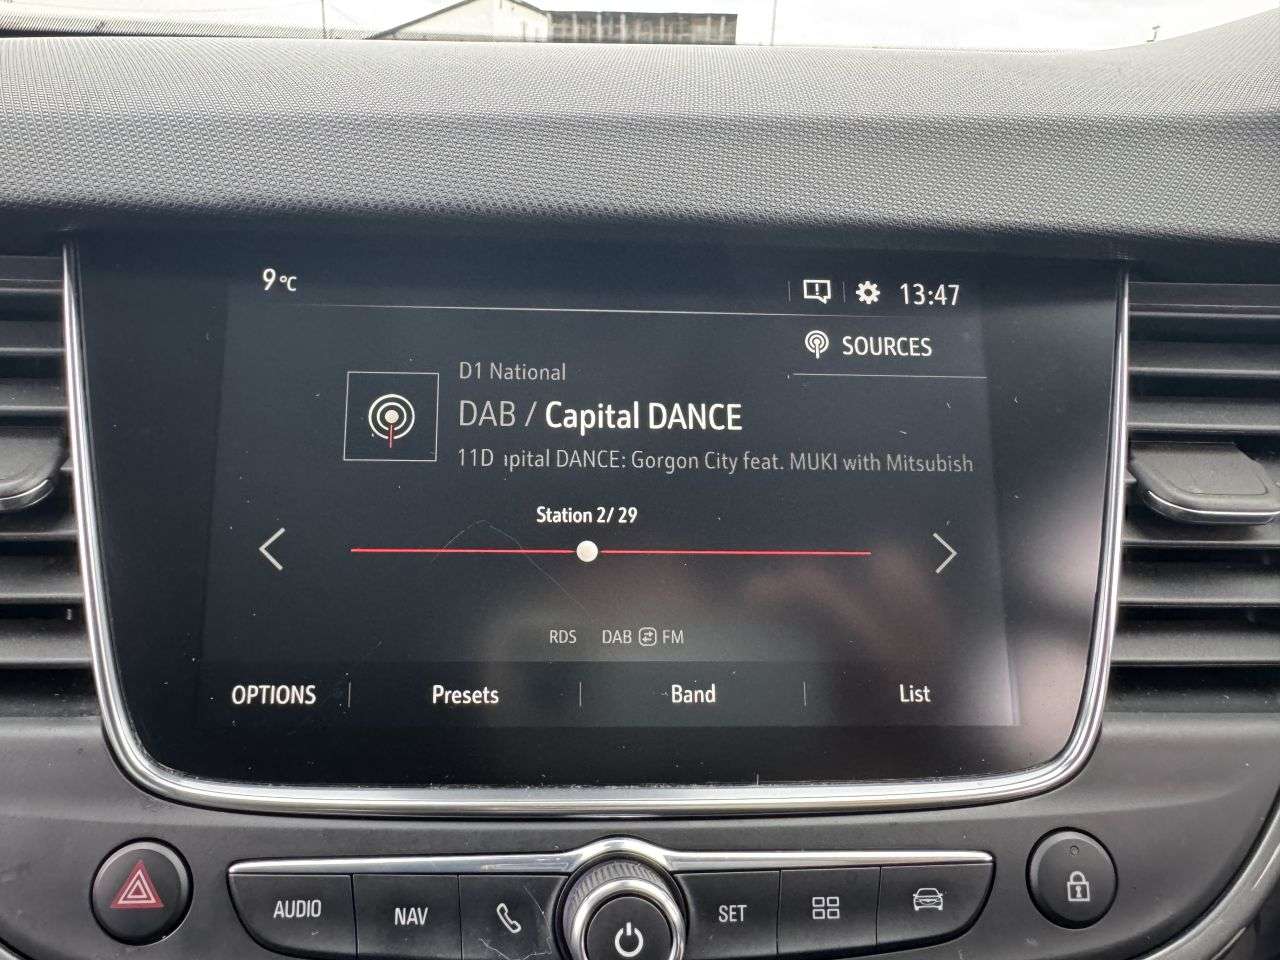 9 °C
13:47
SOURCES
D1 National
DAB / Capital DANCE
11D apital DANCE: Gorgon City feat. MUKI with Mitsubish
Station 2/ 29
RDS DAB FM
OPTIONS Presets Band List
AUDIO NAV SET